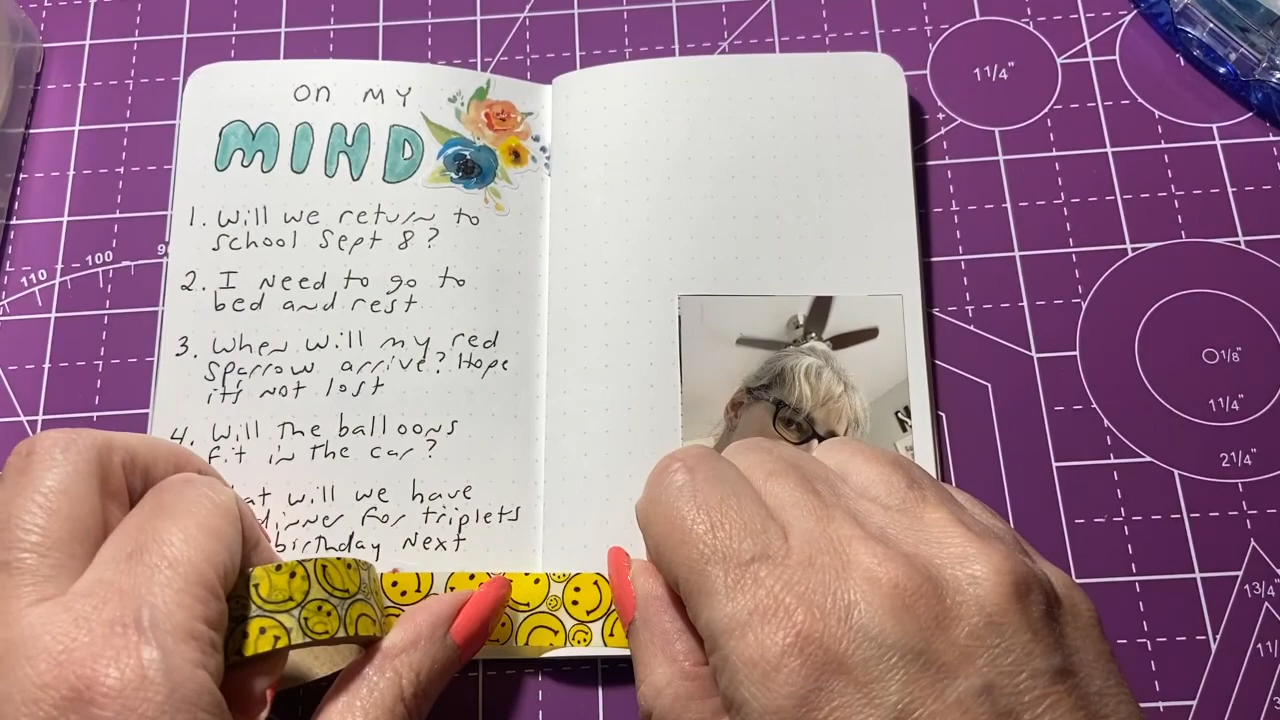 on my
MIND
1. Will we return to
school Sept 8?
2. I need to go to
bed and rest
3. When will my red
sparrow arrive? Hope
it's not lost
4. Will the balloons
fit in the car?
will we have
dinner for triplets
birthday next
1 1/4"
110
100
1/8"
1 1/4"
2 1/4"
1 3/4"